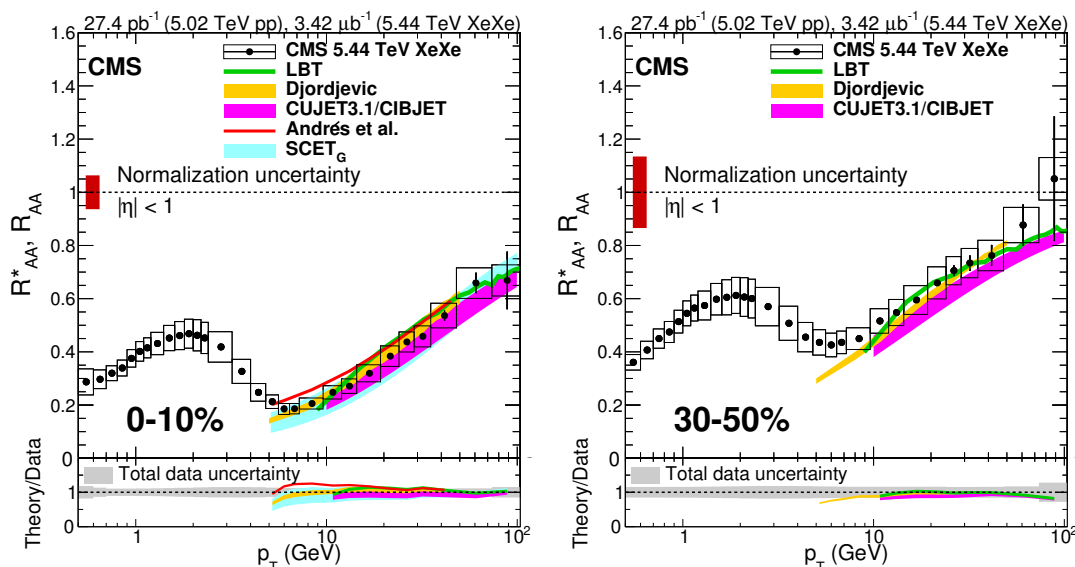 27.4 pb⁻¹ (5.02 TeV pp), 3.42 μb⁻¹ (5.44 TeV XeXe)
CMS
CMS 5.44 TeV XeXe
LBT
Djordjevic
CUJET3.1/CIBJET
Andrés et al.
SCET_G
Normalization uncertainty
|η| < 1
R*_AA, R_AA
1.6
1.4
1.2
1
0.8
0.6
0.4
0.2
0
0-10%
Total data uncertainty
Theory/Data
1
0
1
10
10²
p_T (GeV)
27.4 pb⁻¹ (5.02 TeV pp), 3.42 μb⁻¹ (5.44 TeV XeXe)
CMS
CMS 5.44 TeV XeXe
LBT
Djordjevic
CUJET3.1/CIBJET
Normalization uncertainty
|η| < 1
R*_AA, R_AA
1.6
1.4
1.2
1
0.8
0.6
0.4
0.2
0
30-50%
Total data uncertainty
Theory/Data
1
0
1
10
10²
p_T (GeV)